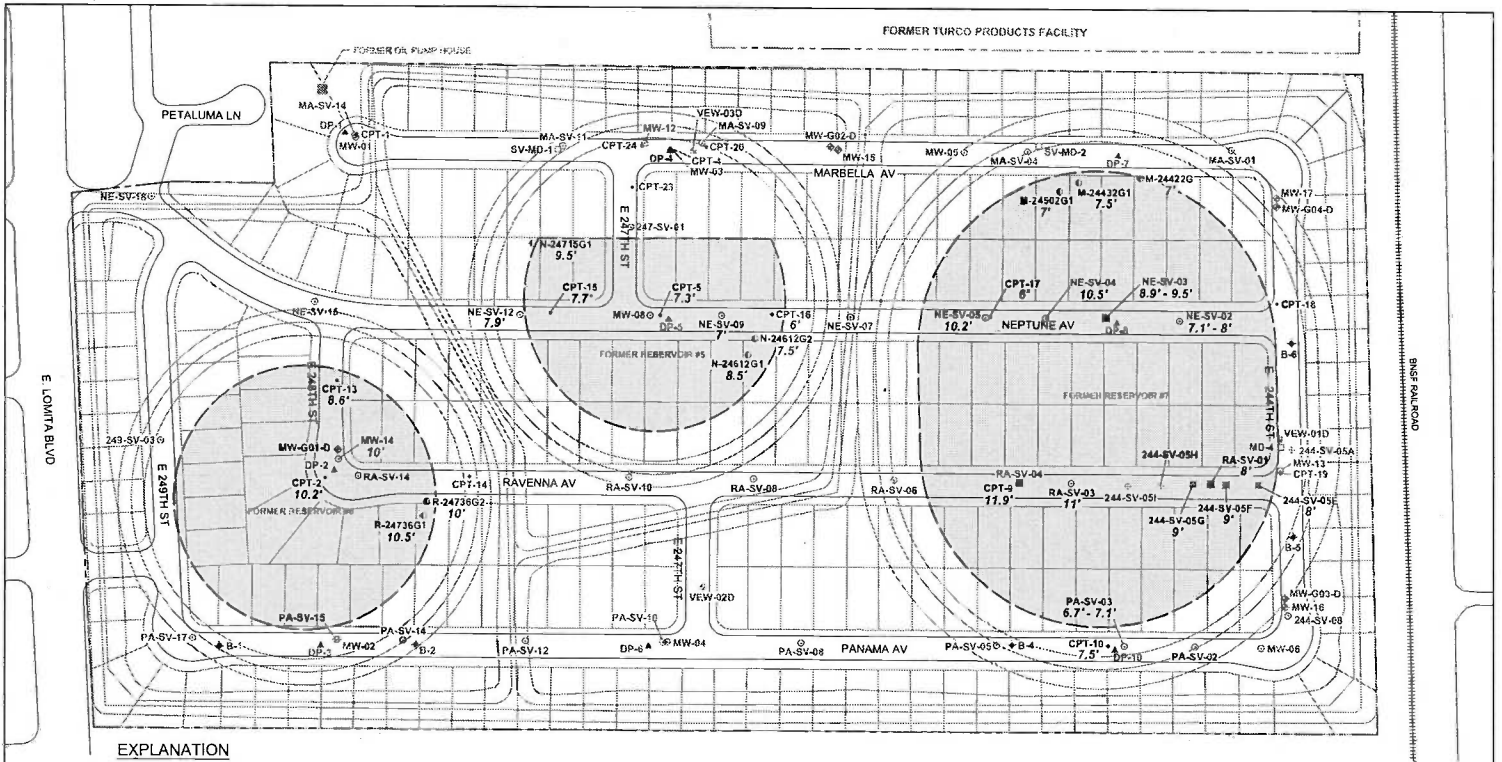 FORMER TURCO PRODUCTS FACILITY
FORMER OIL PUMP HOUSE
MA-SV-14
PETALUMA LN
DP-1
CPT-1
MW-01
MA-SV-11
SV-MD-1
CPT-24
MW-12
VEW-03D
MA-SV-09
CPT-20
DP-4
CPT-4
MW-03
MW-G02-D
MW-15
MARBELLA AV
MW-05
MA-SV-04
SV-MD-2
DP-7
MA-SV-01
CPT-23
NE-SV-18
M-24502G1
7'
M-24432G1
7.5'
M-24422G
7'
MW-17
MW-G04-D
E 247TH ST
247-SV-01
N-24715G1
9.5'
CPT-15
7.7'
CPT-5
7.3'
NE-SV-15
NE-SV-12
7.9'
MW-08
DP-5
NE-SV-09
7'
CPT-16
6'
NE-SV-07
NE-SV-05
10.2'
CPT-17
6'
NE-SV-04
10.5'
NE-SV-03
8.9' - 9.5'
NEPTUNE AV
DP-8
NE-SV-02
7.1' - 8'
CPT-18
B-6
FORMER RESERVOIR #5
N-24612G2
7.5'
N-24612G1
8.5'
E. LOMITA BLVD
E 248TH ST
CPT-13
8.6'
FORMER RESERVOIR #7
E 244TH ST
BNSF RAILROAD
MW-G01-D
MW-14
10'
DP-2
CPT-2
10.2'
RA-SV-14
FORMER RESERVOIR #6
E 249TH ST
CPT-14
RAVENNA AV
R-24736G2
10'
R-24736G1
10.5'
RA-SV-10
RA-SV-08
RA-SV-06
RA-SV-04
CPT-9
11.9'
RA-SV-03
11'
244-SV-05H
244-SV-05I
RA-SV-01
8'
244-SV-05G
9'
244-SV-05F
9'
244-SV-05E
8'
VEW-01D
244-SV-05A
MW-13
CPT-19
B-5
E 247TH ST
VEW-02D
MW-G03-D
MW-16
244-SV-08
PA-SV-17
B-1
PA-SV-15
DP-3
MW-02
PA-SV-14
B-2
PA-SV-12
PA-SV-10
DP-6
MW-04
PA-SV-08
PANAMA AV
PA-SV-05
B-4
PA-SV-03
6.7' - 7.1'
CPT-10
7.5'
DP-10
PA-SV-02
MW-06
EXPLANATION